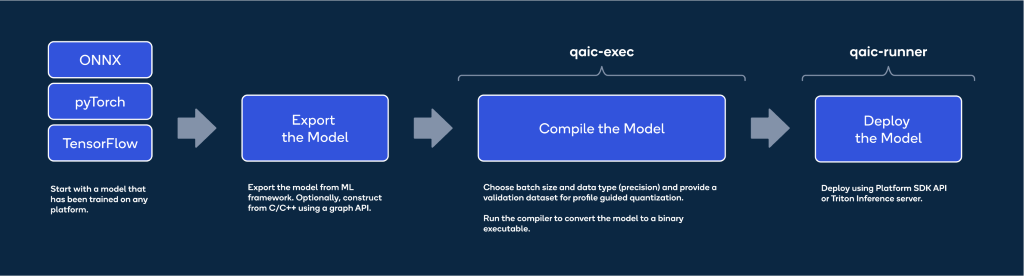 qaic-exec
qaic-runner
ONNX
pyTorch
TensorFlow
Export
the Model
Compile the Model
Deploy
the Model
Start with a model that
has been trained on any
platform.
Export the model from ML
framework. Optionally, construct
from C/C++ using a graph API.
Choose batch size and data type (precision) and provide a
validation dataset for profile guided quantization.
Run the compiler to convert the model to a binary
executable.
Deploy using Platform SDK API
or Triton Inference server.